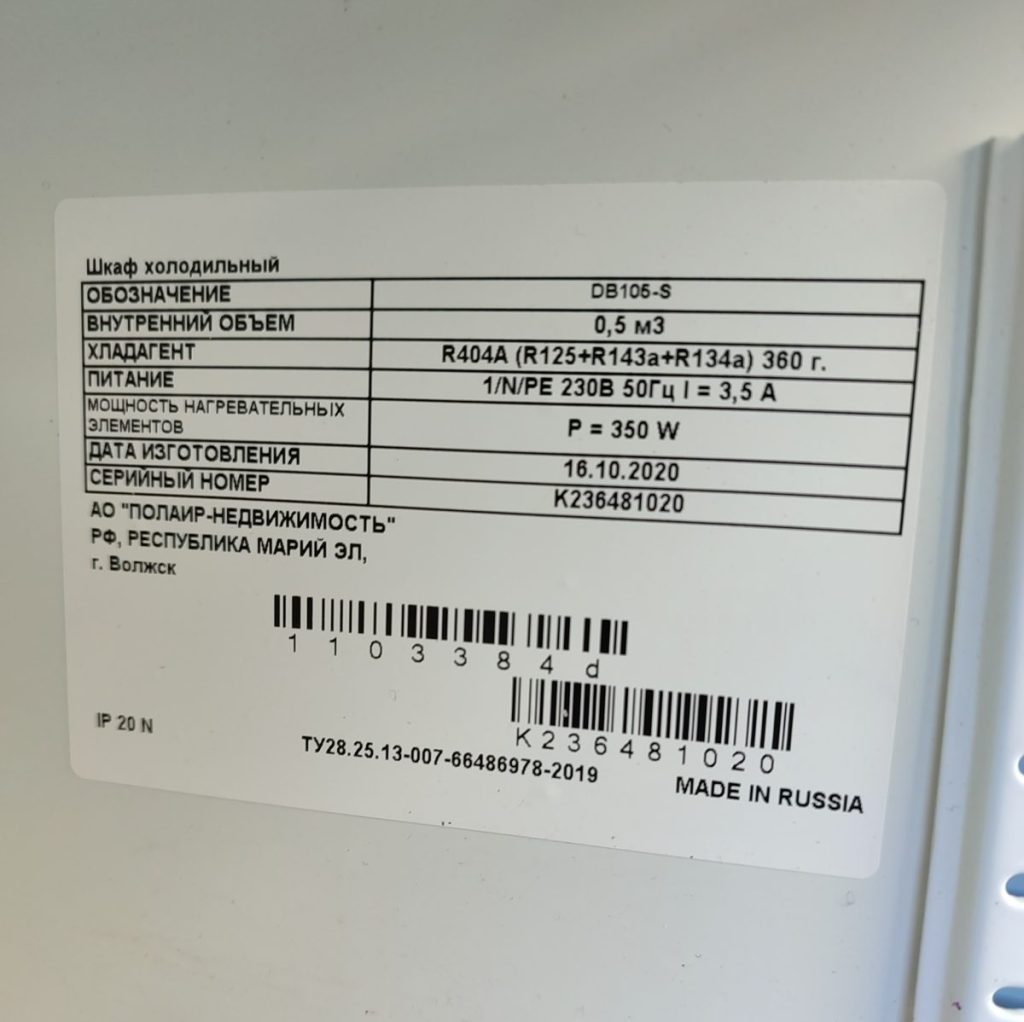 Шкаф холодильный
ОБОЗНАЧЕНИЕ DB105-S
ВНУТРЕННИЙ ОБЪЕМ 0,5 м3
ХЛАДАГЕНТ R404A (R125+R143a+R134a) 360 г.
ПИТАНИЕ 1/N/PE 230В 50Гц I = 3,5 А
МОЩНОСТЬ НАГРЕВАТЕЛЬНЫХ
ЭЛЕМЕНТОВ P = 350 W
ДАТА ИЗГОТОВЛЕНИЯ 16.10.2020
СЕРИЙНЫЙ НОМЕР K236481020
АО "ПОЛАИР-НЕДВИЖИМОСТЬ"
РФ, РЕСПУБЛИКА МАРИЙ ЭЛ,
г. Волжск
1103384d
K236481020
IP 20 N
ТУ28.25.13-007-66486978-2019
MADE IN RUSSIA